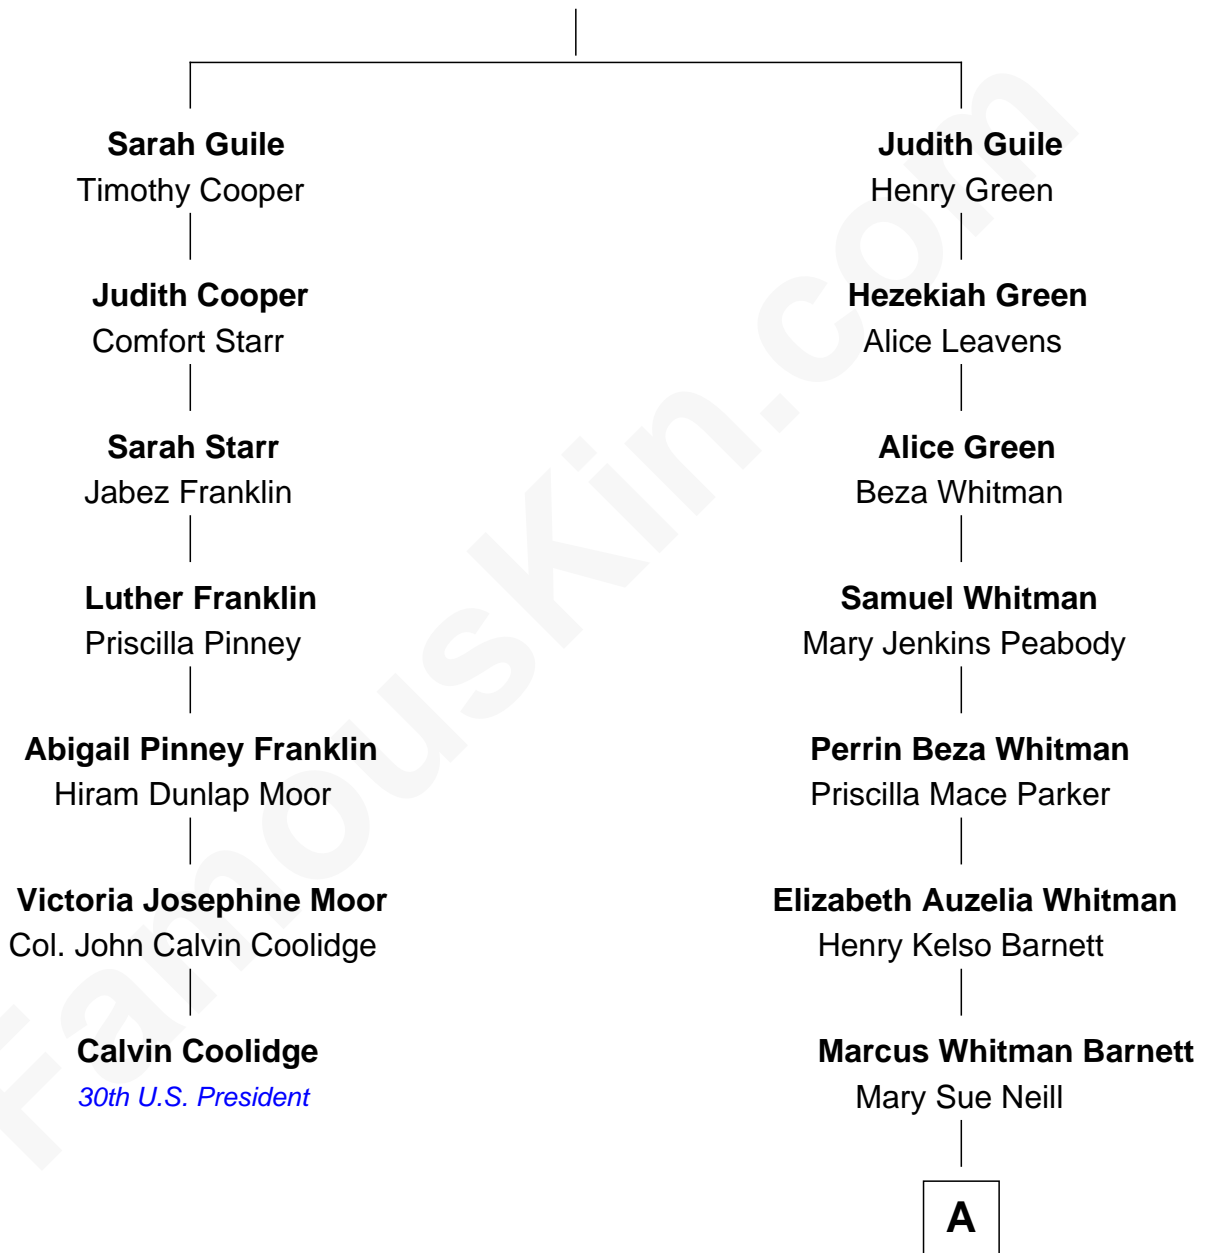 Sarah Guile
Timothy Cooper
Judith Cooper
Comfort Starr
Sarah Starr
Jabez Franklin
Luther Franklin
Priscilla Pinney
Abigail Pinney Franklin
Hiram Dunlap Moor
Victoria Josephine Moor
Col. John Calvin Coolidge
Calvin Coolidge
30th U.S. President
Judith Guile
Henry Green
Hezekiah Green
Alice Leavens
Alice Green
Beza Whitman
Samuel Whitman
Mary Jenkins Peabody
Perrin Beza Whitman
Priscilla Mace Parker
Elizabeth Auzelia Whitman
Henry Kelso Barnett
Marcus Whitman Barnett
Mary Sue Neill
A
FamousKin.com